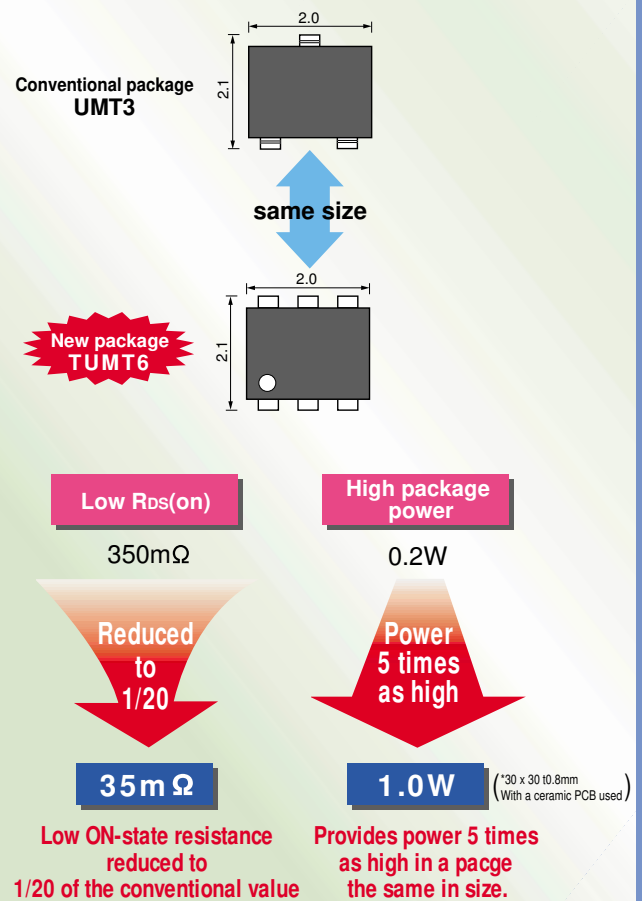 2.0
Conventional package
UMT3
2.1
same size
2.0
New package
TUMT6
2.1
Low RDS(on)
High package
power
350mΩ
0.2W
Reduced
to
1/20
Power
5 times
as high
35mΩ
1.0W
(*30 x 30 t0.8mm
With a ceramic PCB used)
Low ON-state resistance
reduced to
1/20 of the conventional value
Provides power 5 times
as high in a pacge
the same in size.